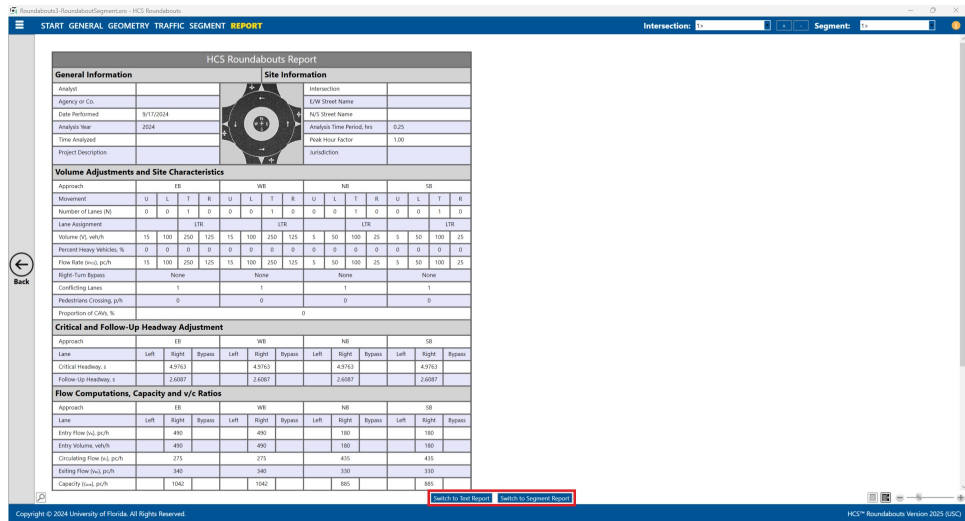 Roundabouts3-RoundaboutSegment.xro - HCS Roundabouts
START GENERAL GEOMETRY TRAFFIC SEGMENT REPORT Intersection: 1> + - Segment: 1>
HCS Roundabouts Report
General Information Site Information
Analyst Intersection
Agency or Co. E/W Street Name
Date Performed 9/17/2024 N/S Street Name
Analysis Year 2024 Analysis Time Period, hrs 0.25
Time Analyzed Peak Hour Factor 1.00
Project Description Jurisdiction
Volume Adjustments and Site Characteristics
Approach EB WB NB SB
Movement U L T R U L T R U L T R U L T R
Number of Lanes (N) 0 0 1 0 0 0 1 0 0 0 1 0 0 0 1 0
Lane Assignment LTR LTR LTR LTR
Volume (V), veh/h 15 100 250 125 15 100 250 125 5 50 100 25 5 50 100 25
Percent Heavy Vehicles, % 0 0 0 0 0 0 0 0 0 0 0 0 0 0 0 0
Flow Rate (vPCE), pc/h 15 100 250 125 15 100 250 125 5 50 100 25 5 50 100 25
Right-Turn Bypass None None None None
Conflicting Lanes 1 1 1 1
Pedestrians Crossing, p/h 0 0 0 0
Proportion of CAVs, % 0
Back
Critical and Follow-Up Headway Adjustment
Approach EB WB NB SB
Lane Left Right Bypass Left Right Bypass Left Right Bypass Left Right Bypass
Critical Headway, s 4.9763 4.9763 4.9763 4.9763
Follow-Up Headway, s 2.6087 2.6087 2.6087 2.6087
Flow Computations, Capacity and v/c Ratios
Approach EB WB NB SB
Lane Left Right Bypass Left Right Bypass Left Right Bypass Left Right Bypass
Entry Flow (ve), pc/h 490 490 180 180
Entry Volume, veh/h 490 490 180 180
Circulating Flow (vc), pc/h 275 275 435 435
Exiting Flow (vex), pc/h 340 340 330 330
Capacity (cpce), pc/h 1042 1042 885 885
Switch to Text Report Switch to Segment Report
Copyright © 2024 University of Florida. All Rights Reserved. HCS™ Roundabouts Version 2025 (USC)